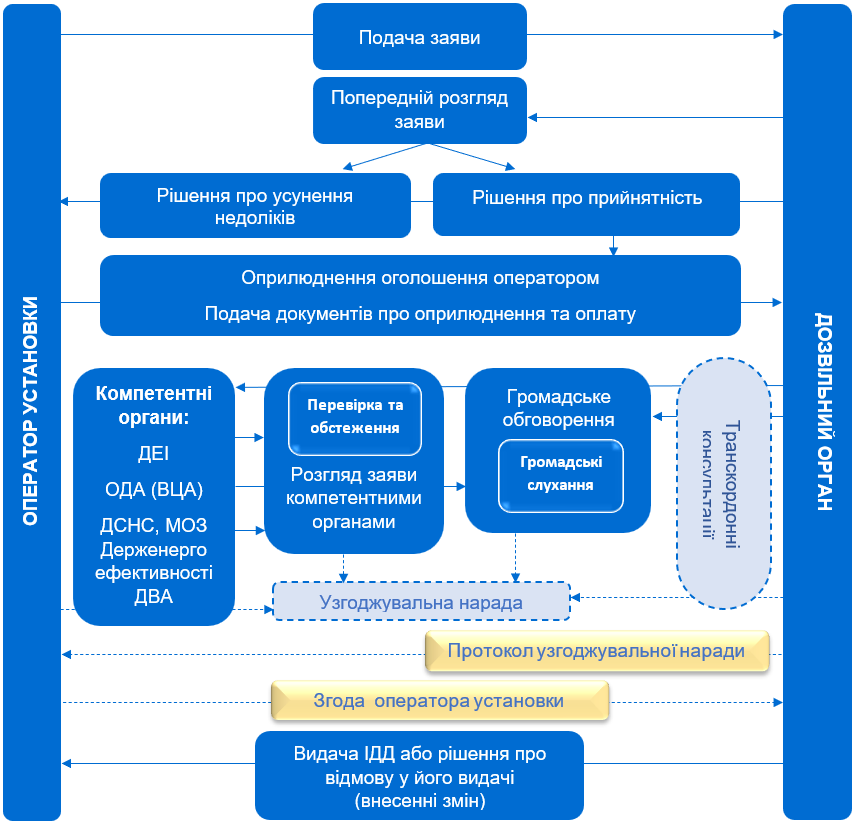 Подача заяви
Попередній розгляд
заяви
Рішення про усунення
недоліків
Рішення про прийнятність
Оприлюднення оголошення оператором
Подача документів про оприлюднення та оплату
ОПЕРАТОР УСТАНОВКИ
ДОЗВІЛЬНИЙ ОРГАН
Компетентні
органи:
ДЕІ
ОДА (ВЦА)
ДСНС, МОЗ
Держенерго
ефективності
ДВА
Перевірка та
обстеження
Розгляд заяви
компетентними
органами
Громадське
обговорення
Громадські
слухання
Транскордонні
консультації
Узгоджувальна нарада
Протокол узгоджувальної наради
Згода оператора установки
Видача ІДД або рішення про
відмову у його видачі
(внесенні змін)